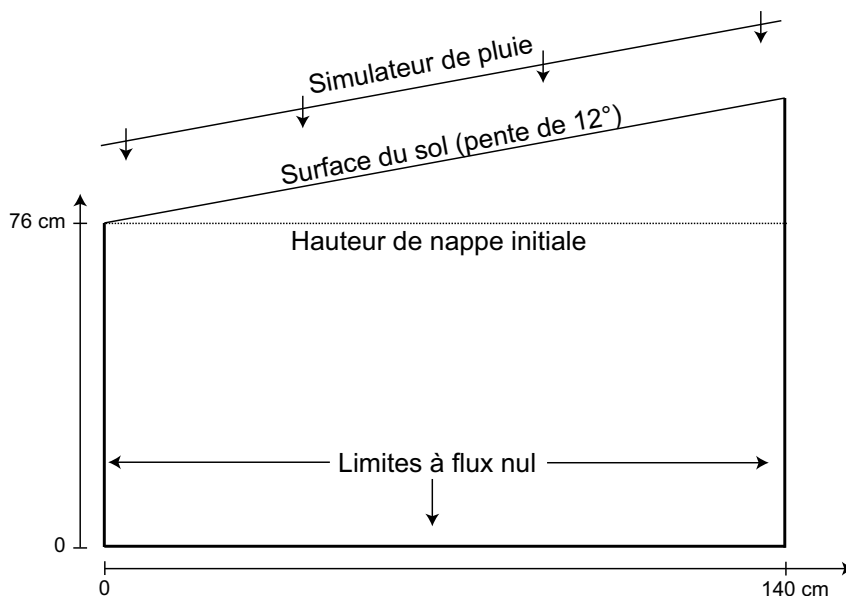 Simulateur de pluie
Surface du sol (pente de 12°)
76 cm
Hauteur de nappe initiale
Limites à flux nul
0
0
140 cm